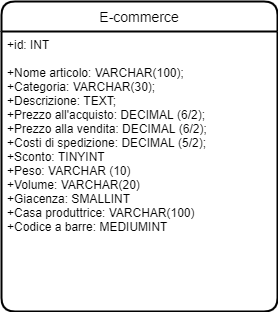 E-commerce
+id: INT
+Nome articolo: VARCHAR(100);
+Categoria: VARCHAR(30);
+Descrizione: TEXT;
+Prezzo all'acquisto: DECIMAL (6/2);
+Prezzo alla vendita: DECIMAL (6/2);
+Costi di spedizione: DECIMAL (5/2);
+Sconto: TINYINT
+Peso: VARCHAR (10)
+Volume: VARCHAR(20)
+Giacenza: SMALLINT
+Casa produttrice: VARCHAR(100)
+Codice a barre: MEDIUMINT